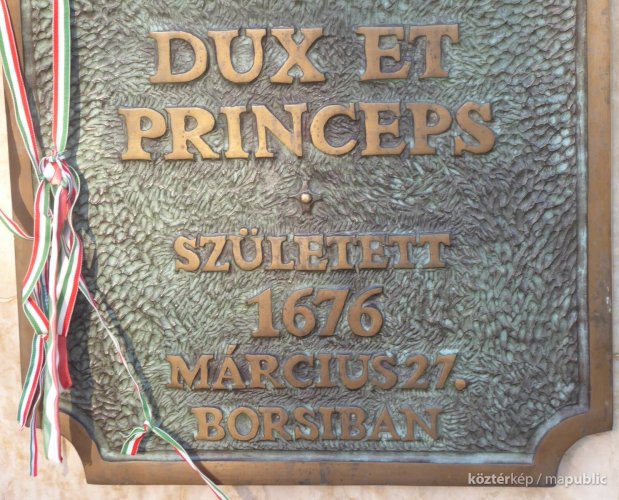 DUX ET
PRINCEPS
SZÜLETETT
1676
MÁRCIUS 27.
BORSIBAN
köztérkép / mapublic